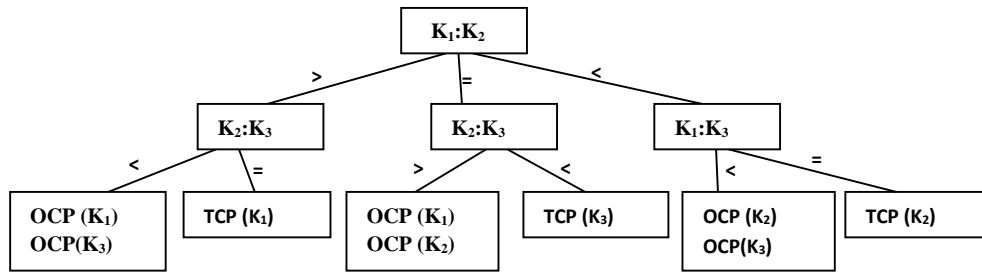 K₁:K₂
> = <
K₂:K₃ K₂:K₃ K₁:K₃
< = > < < =
OCP (K₁) TCP (K₁) OCP (K₁) TCP (K₃) OCP (K₂) TCP (K₂)
OCP(K₃) OCP (K₂) OCP(K₃)